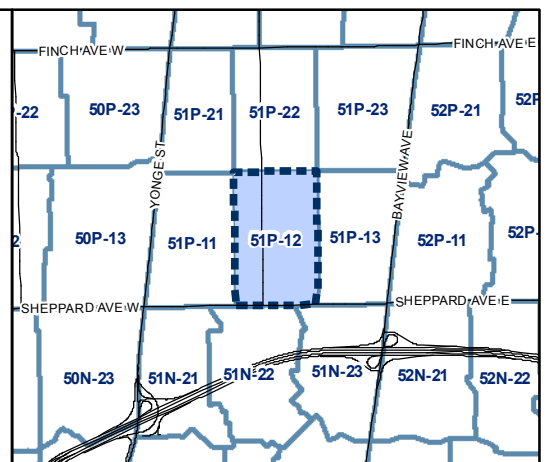 FINCH AVE W
FINCH AVE E
-22
50P-23
51P-21
51P-22
51P-23
52P-21
52P
YONGE ST
BAYVIEW AVE
2
50P-13
51P-11
51P-12
51P-13
52P-11
52P-
SHEPPARD AVE W
SHEPPARD AVE E
50N-23
51N-21
51N-22
51N-23
52N-21
52N-22